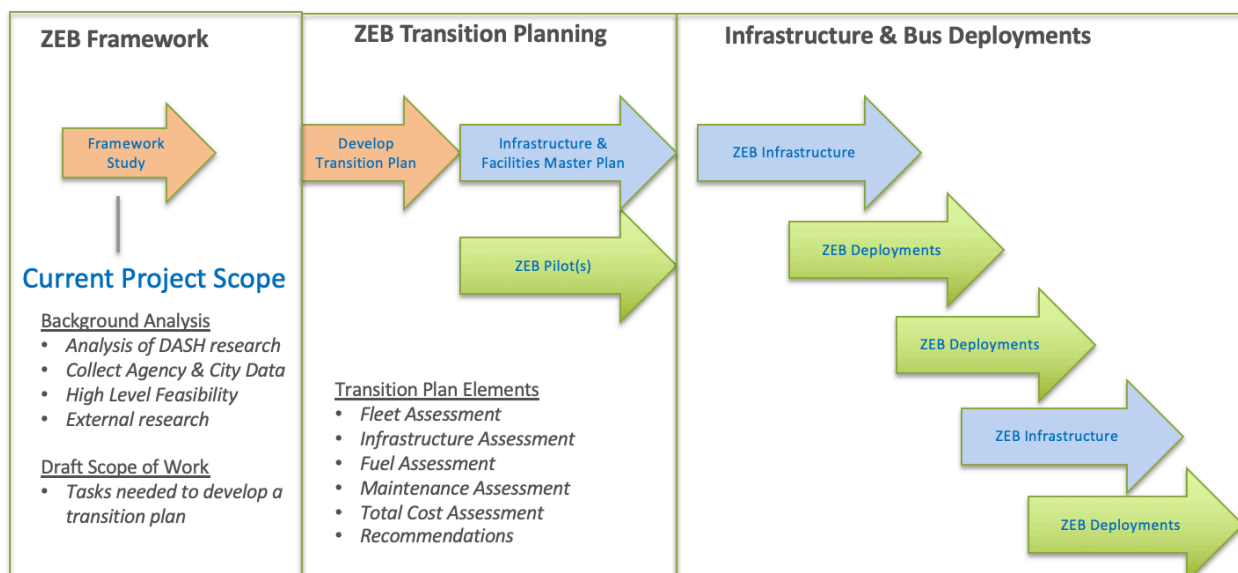 ZEB Framework
Framework
Study
Current Project Scope
Background Analysis
• Analysis of DASH research
• Collect Agency & City Data
• High Level Feasibility
• External research
Draft Scope of Work
• Tasks needed to develop a
transition plan
ZEB Transition Planning
Develop
Transition Plan
Infrastructure &
Facilities Master Plan
ZEB Pilot(s)
Transition Plan Elements
• Fleet Assessment
• Infrastructure Assessment
• Fuel Assessment
• Maintenance Assessment
• Total Cost Assessment
• Recommendations
Infrastructure & Bus Deployments
ZEB Infrastructure
ZEB Deployments
ZEB Deployments
ZEB Infrastructure
ZEB Deployments